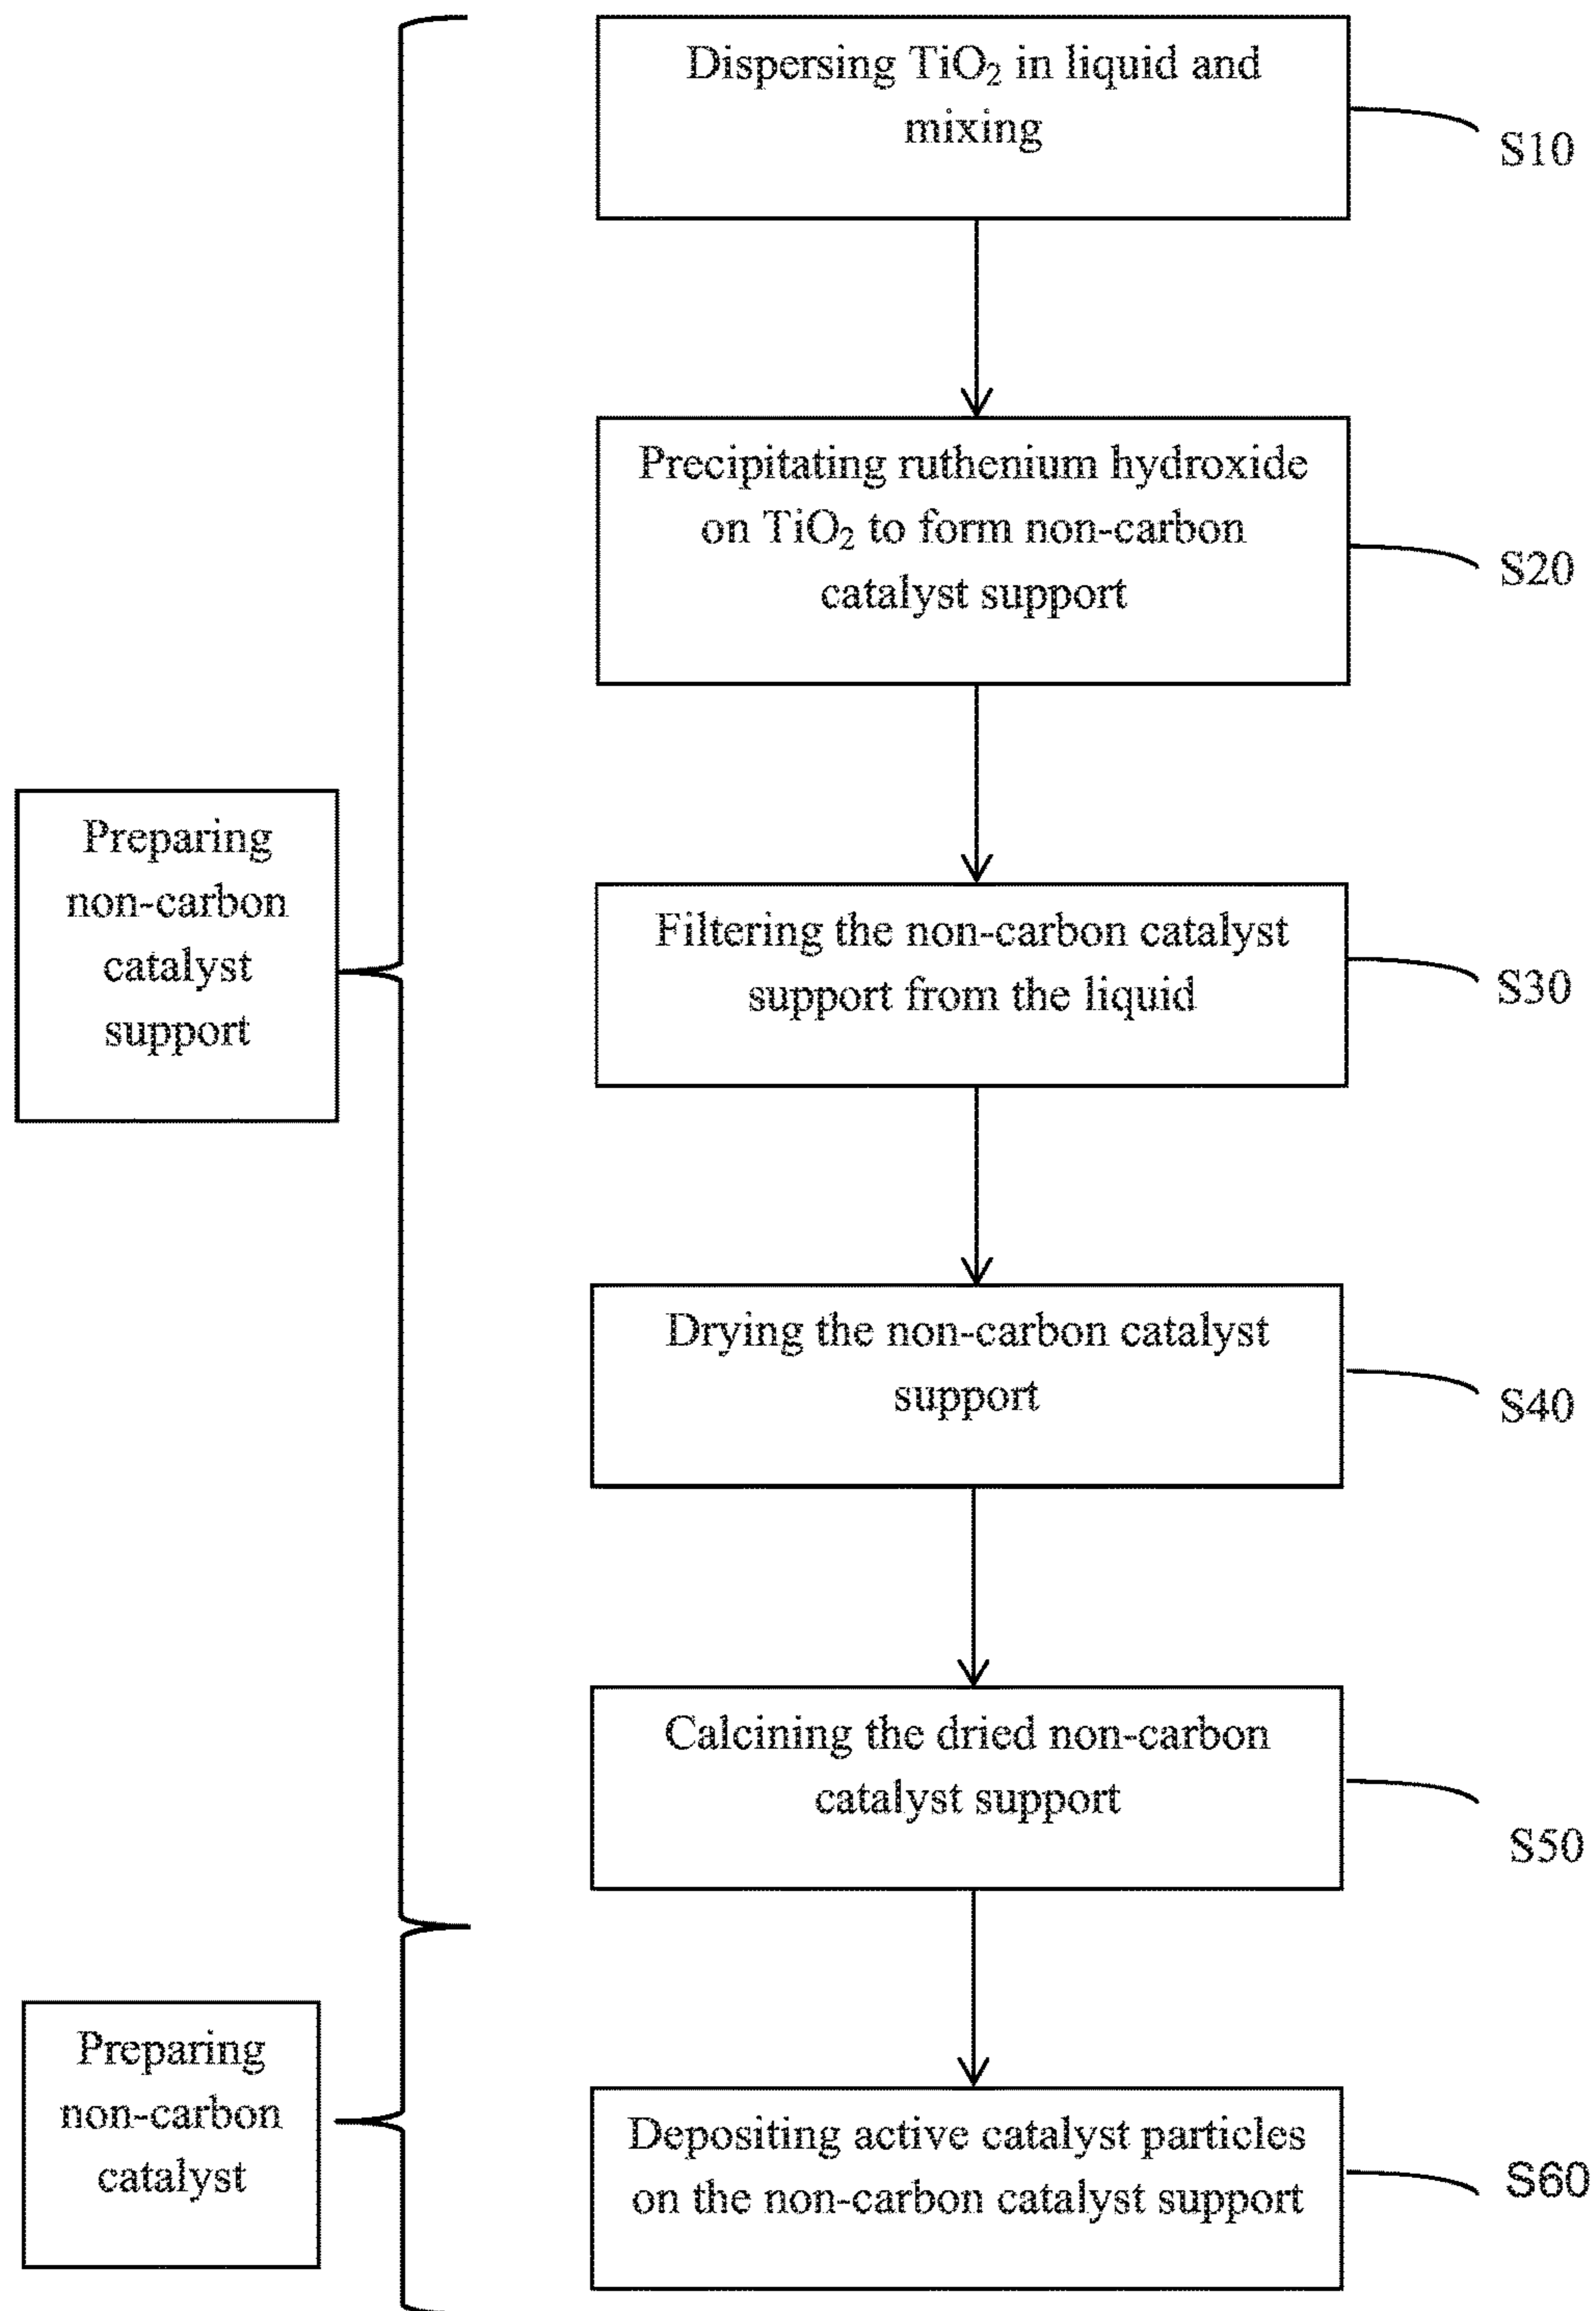 Dispersing TiO₂ in liquid and
mixing
S10
Precipitating ruthenium hydroxide
on TiO₂ to form non-carbon
catalyst support
S20
Preparing
non-carbon
catalyst
support
Filtering the non-carbon catalyst
support from the liquid
S30
Drying the non-carbon catalyst
support
S40
Calcining the dried non-carbon
catalyst support
S50
Preparing
non-carbon
catalyst
Depositing active catalyst particles
on the non-carbon catalyst support
S60